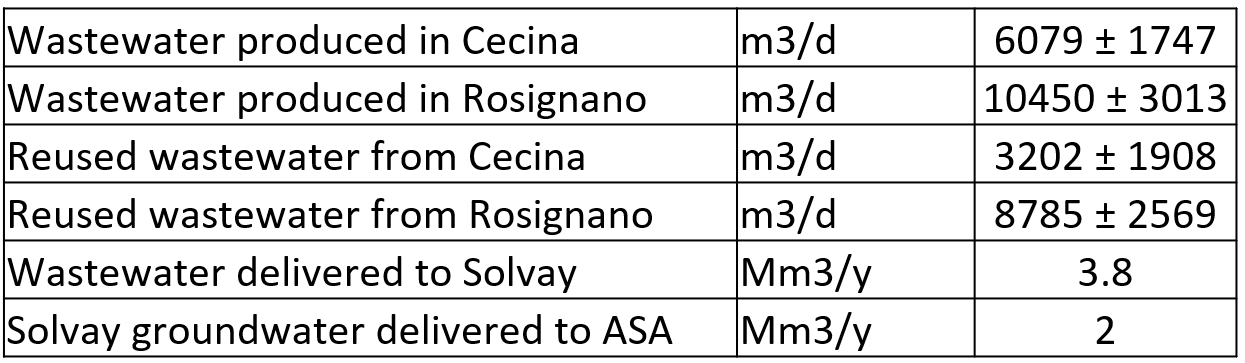 Wastewater produced in Cecina m3/d 6079 ± 1747
Wastewater produced in Rosignano m3/d 10450 ± 3013
Reused wastewater from Cecina m3/d 3202 ± 1908
Reused wastewater from Rosignano m3/d 8785 ± 2569
Wastewater delivered to Solvay Mm3/y 3.8
Solvay groundwater delivered to ASA Mm3/y 2